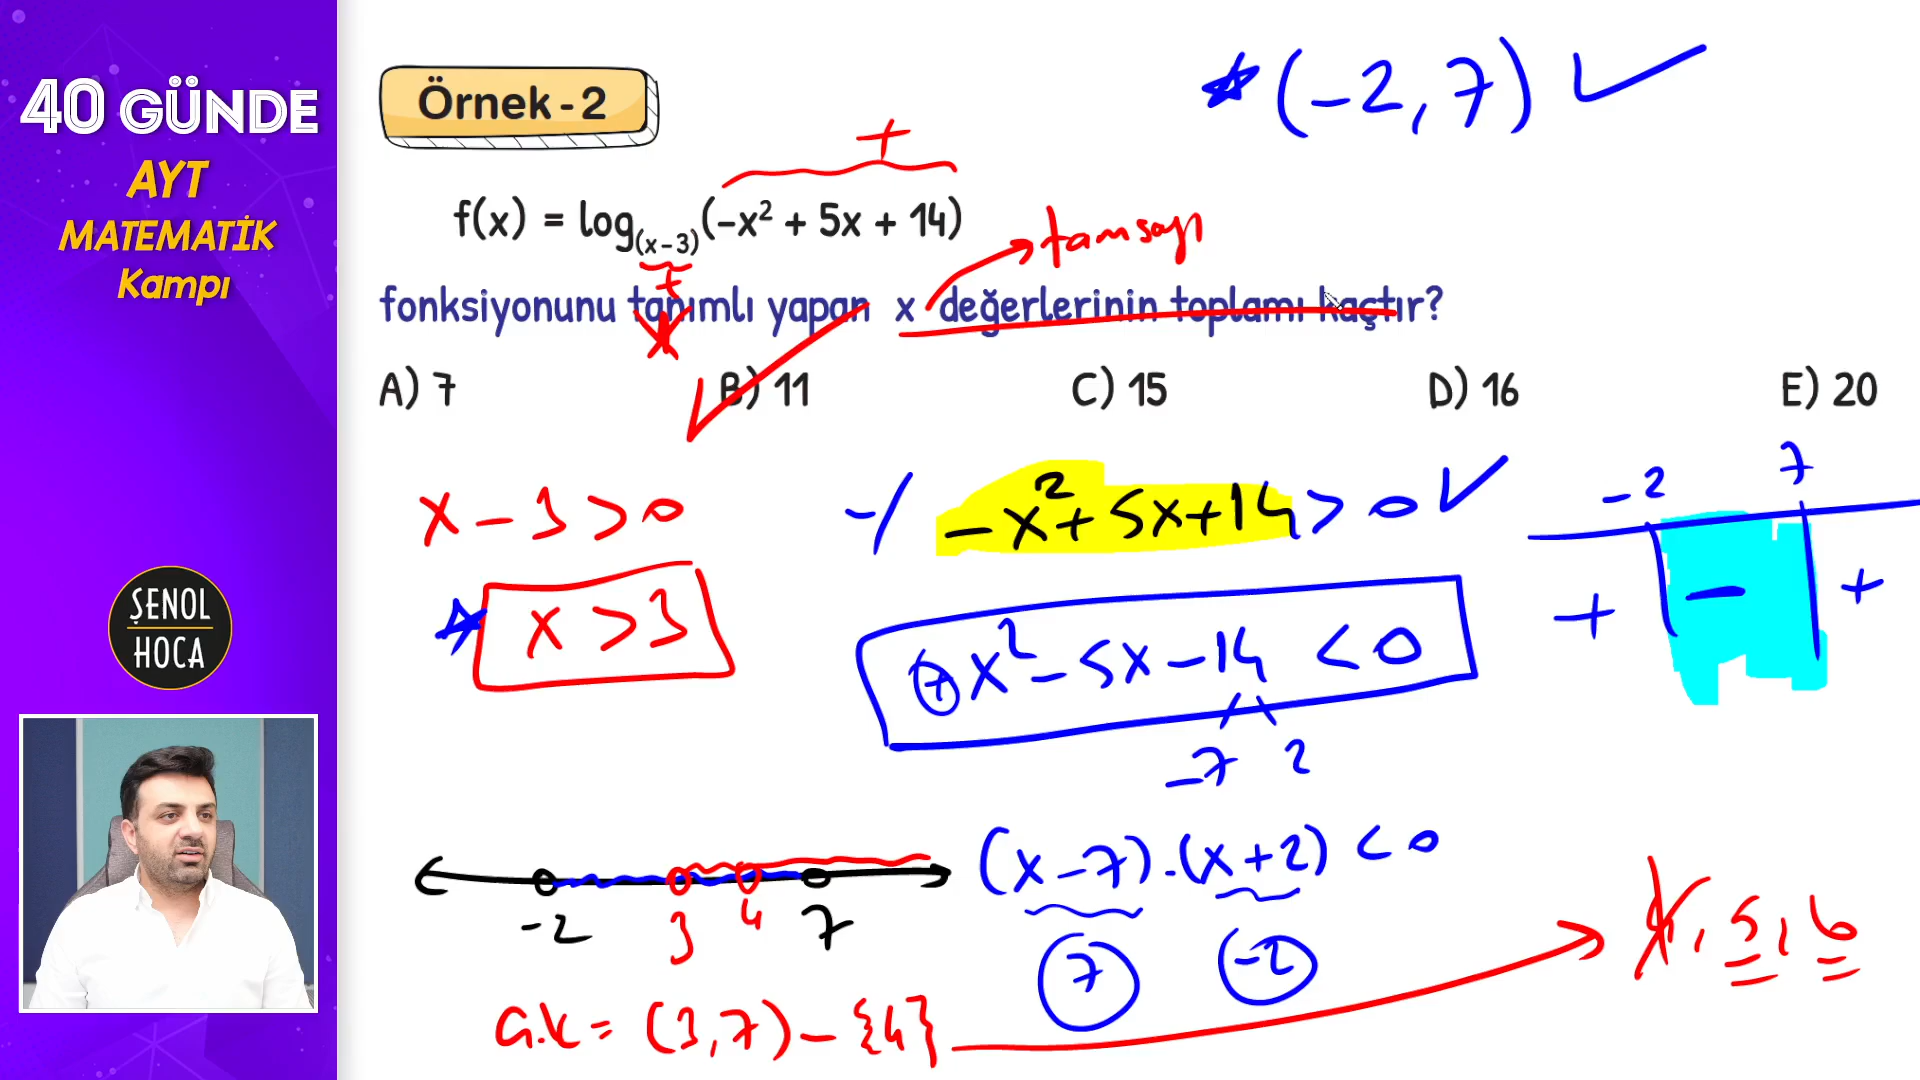 40 GÜNDE
AYT
MATEMATİK
Kampı
ŞENOL
HOCA
Örnek - 2
* (-2, 7) ✓
+
f(x) = log(x-3)(-x² + 5x + 14)
+
tamsayı
fonksiyonunu tanımlı yapan x değerlerinin toplamı kaçtır?
A) 7 B) 11 C) 15 D) 16 E) 20
x - 3 > 0
x > 3
-/ -x² + 5x + 14 > 0 ✓
+x² - 5x - 14 < 0
-7 2
(x - 7) . (x + 2) < 0
7 -2
-2 7
+ - +
-2 3 4 7
a.k = (3, 7) - {4}
4, 5, 6